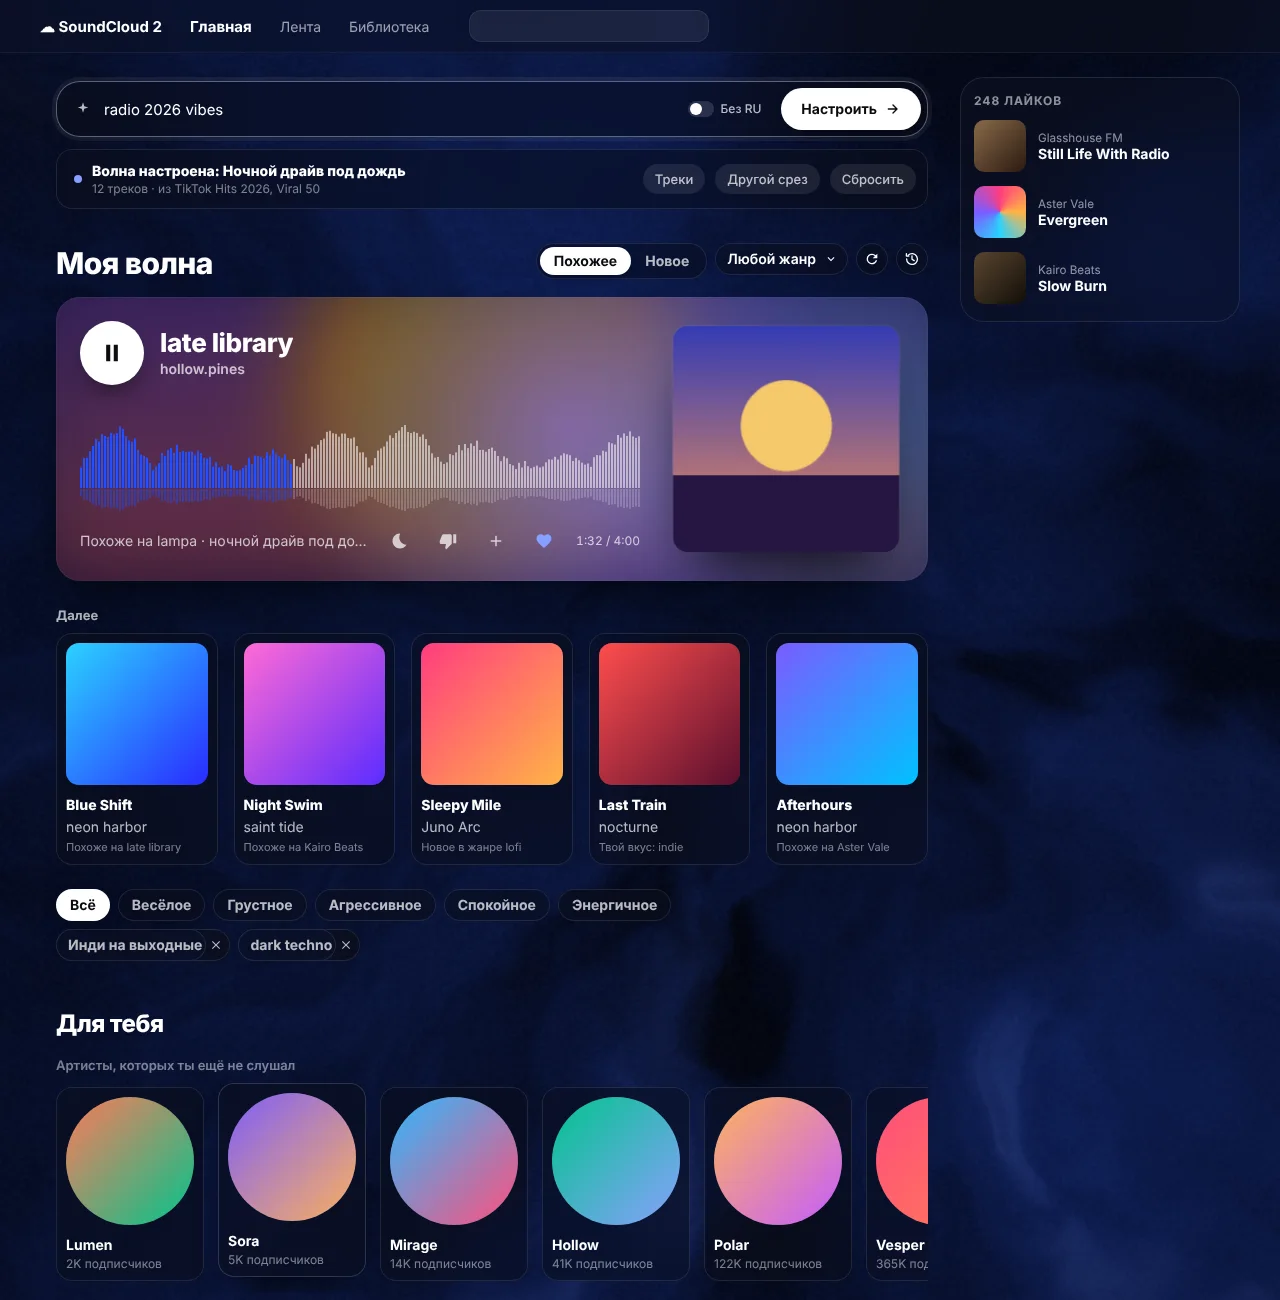 SoundCloud 2
Главная
Лента
Библиотека
radio 2026 vibes
Без RU
Настроить
Волна настроена: Ночной драйв под дождь
12 треков · из TikTok Hits 2026, Viral 50
Треки
Другой срез
Сбросить
248 ЛАЙКОВ
Glasshouse FM
Still Life With Radio
Aster Vale
Evergreen
Kairo Beats
Slow Burn
Моя волна
Похожее
Новое
Любой жанр
late library
hollow.pines
Похоже на lampa · ночной драйв под до...
1:32 / 4:00
Далее
Blue Shift
neon harbor
Похоже на late library
Night Swim
saint tide
Похоже на Kairo Beats
Sleepy Mile
Juno Arc
Новое в жанре lofi
Last Train
nocturne
Твой вкус: indie
Afterhours
neon harbor
Похоже на Aster Vale
Всё
Весёлое
Грустное
Агрессивное
Спокойное
Энергичное
Инди на выходные
dark techno
Для тебя
Артисты, которых ты ещё не слушал
Lumen
2K подписчиков
Sora
5K подписчиков
Mirage
14K подписчиков
Hollow
41K подписчиков
Polar
122K подписчиков
Vesper
365K под